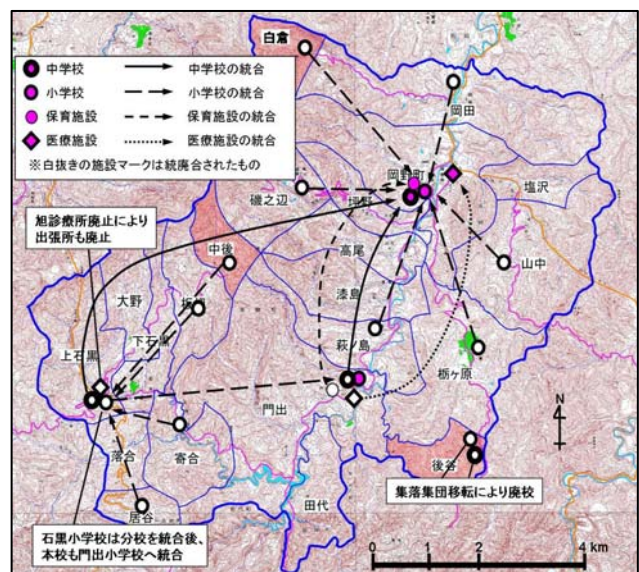 白倉
中学校
中学校の統合
小学校
小学校の統合
保育施設
保育施設の統合
医療施設
医療施設の統合
※白抜きの施設マークは統廃合されたもの
岡田
岡野町
塩沢
磯之辺
坪野
旭診療所廃止により
出張所も廃止
中後
高尾
山中
大野
漆島
板畑
下石黒
上石黒
萩ノ島
栃ヶ原
門出
N
落合
寄合
後谷
集落集団移転により廃校
居谷
田代
石黒小学校は分校を統合後、
本校も門出小学校へ統合
0
2
4 km